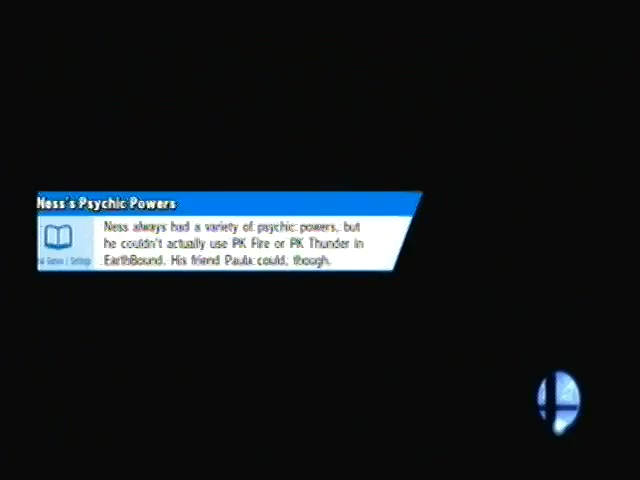 Ness's Psychic Powers
Ness always had a variety of psychic powers, but
he couldn't actually use PK Fire or PK Thunder in
EarthBound. His friend Paula could, though.